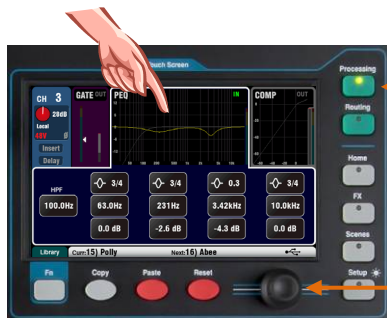 Touch Screen
Processing
CH 3
GATE OUT
PEQ
IN
COMP
OUT
28dB
Local
48V
Insert
Delay
Routing
Home
FX
Scenes
Setup
HPF
3/4
3/4
0.3
3/4
100.0Hz
63.0Hz
231Hz
3.42kHz
10.0kHz
0.0 dB
-2.6 dB
-4.3 dB
0.0 dB
Library
Curr:15) Polly
Next:16) Abee
Fn
Copy
Paste
Reset